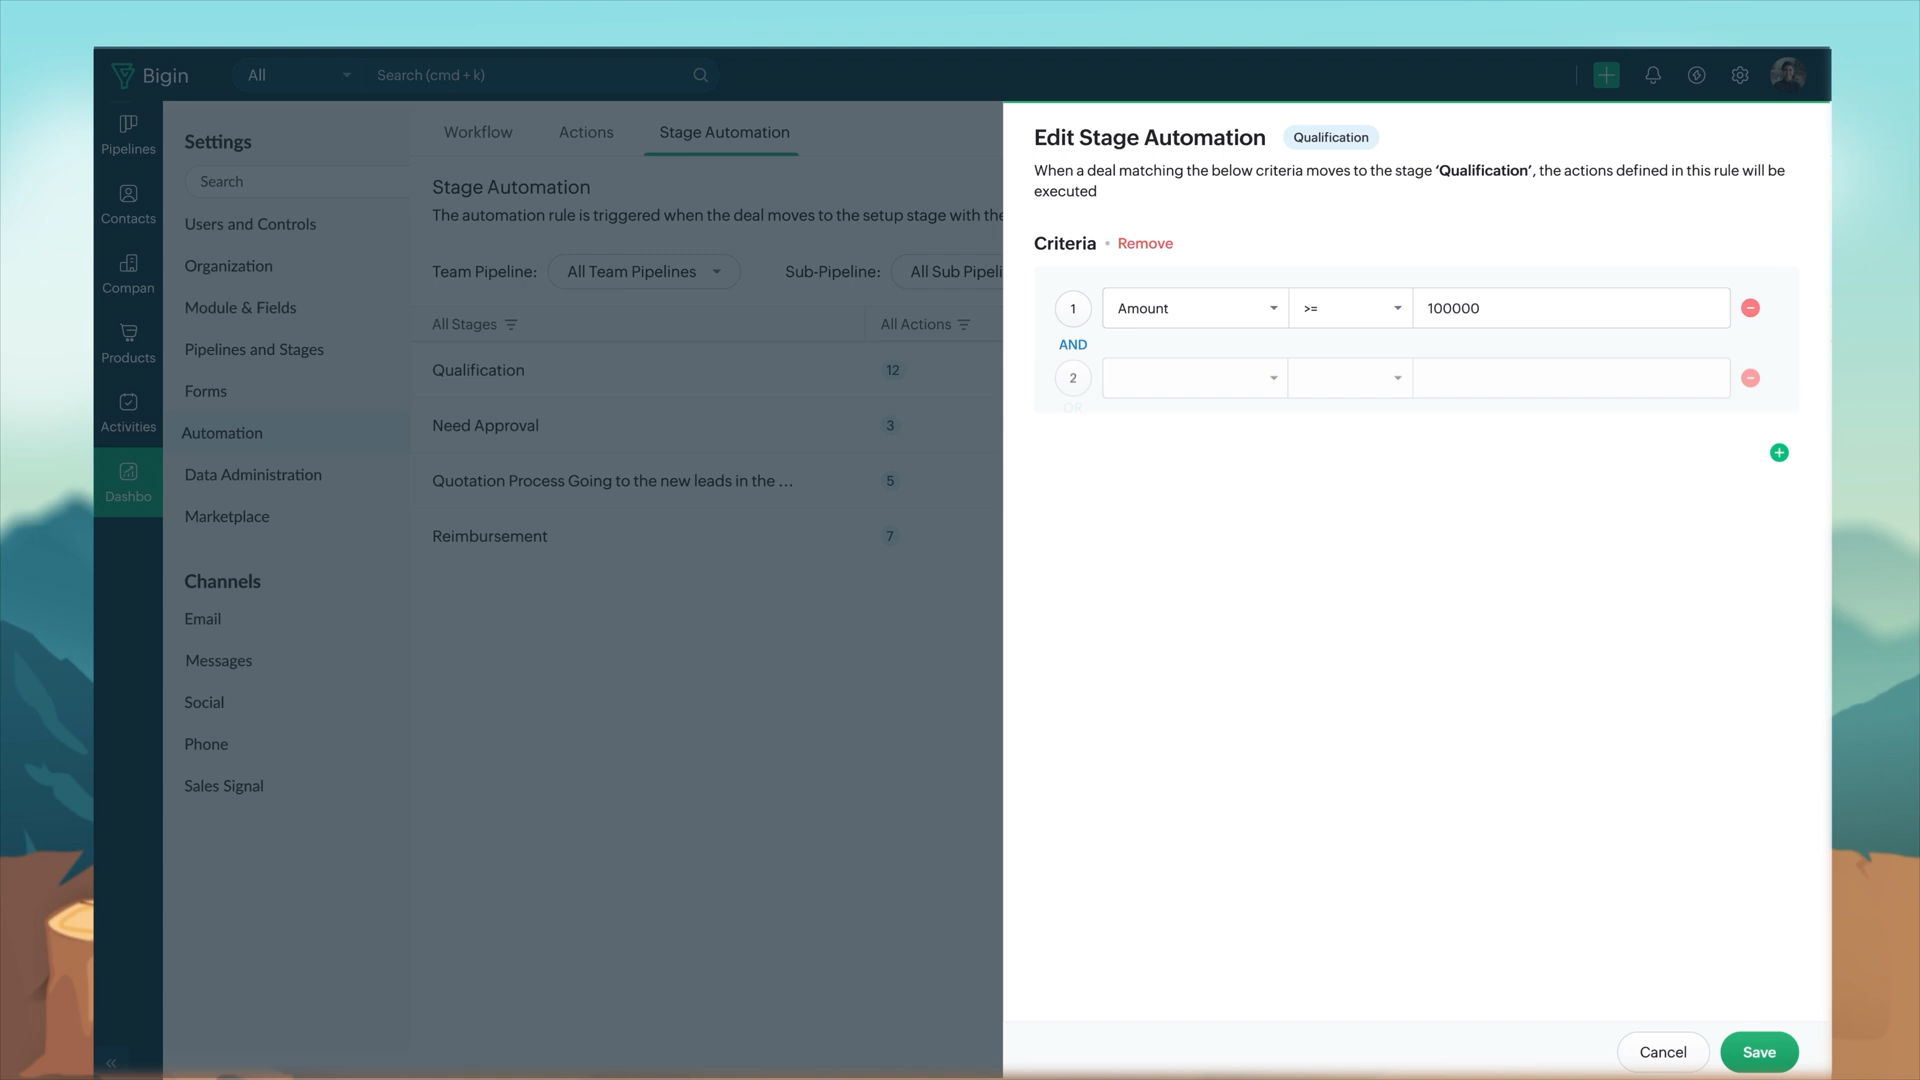 Bigin
All
Search (cmd + k)
Pipelines
Contacts
Compan
Products
Activities
Dashbo
Settings
Search
Users and Controls
Organization
Module & Fields
Pipelines and Stages
Forms
Automation
Data Administration
Marketplace
Channels
Email
Messages
Social
Phone
Sales Signal
Workflow
Actions
Stage Automation
Stage Automation
The automation rule is triggered when the deal moves to the setup stage with the
Team Pipeline:
All Team Pipelines
Sub-Pipeline:
All Sub Pipeli
All Stages
All Actions
Qualification
12
Need Approval
3
Quotation Process Going to the new leads in the ...
5
Reimbursement
7
Edit Stage Automation
Qualification
When a deal matching the below criteria moves to the stage ‘Qualification’, the actions defined in this rule will be
executed
Criteria • Remove
1
Amount
>=
100000
AND
2
OR
Cancel
Save